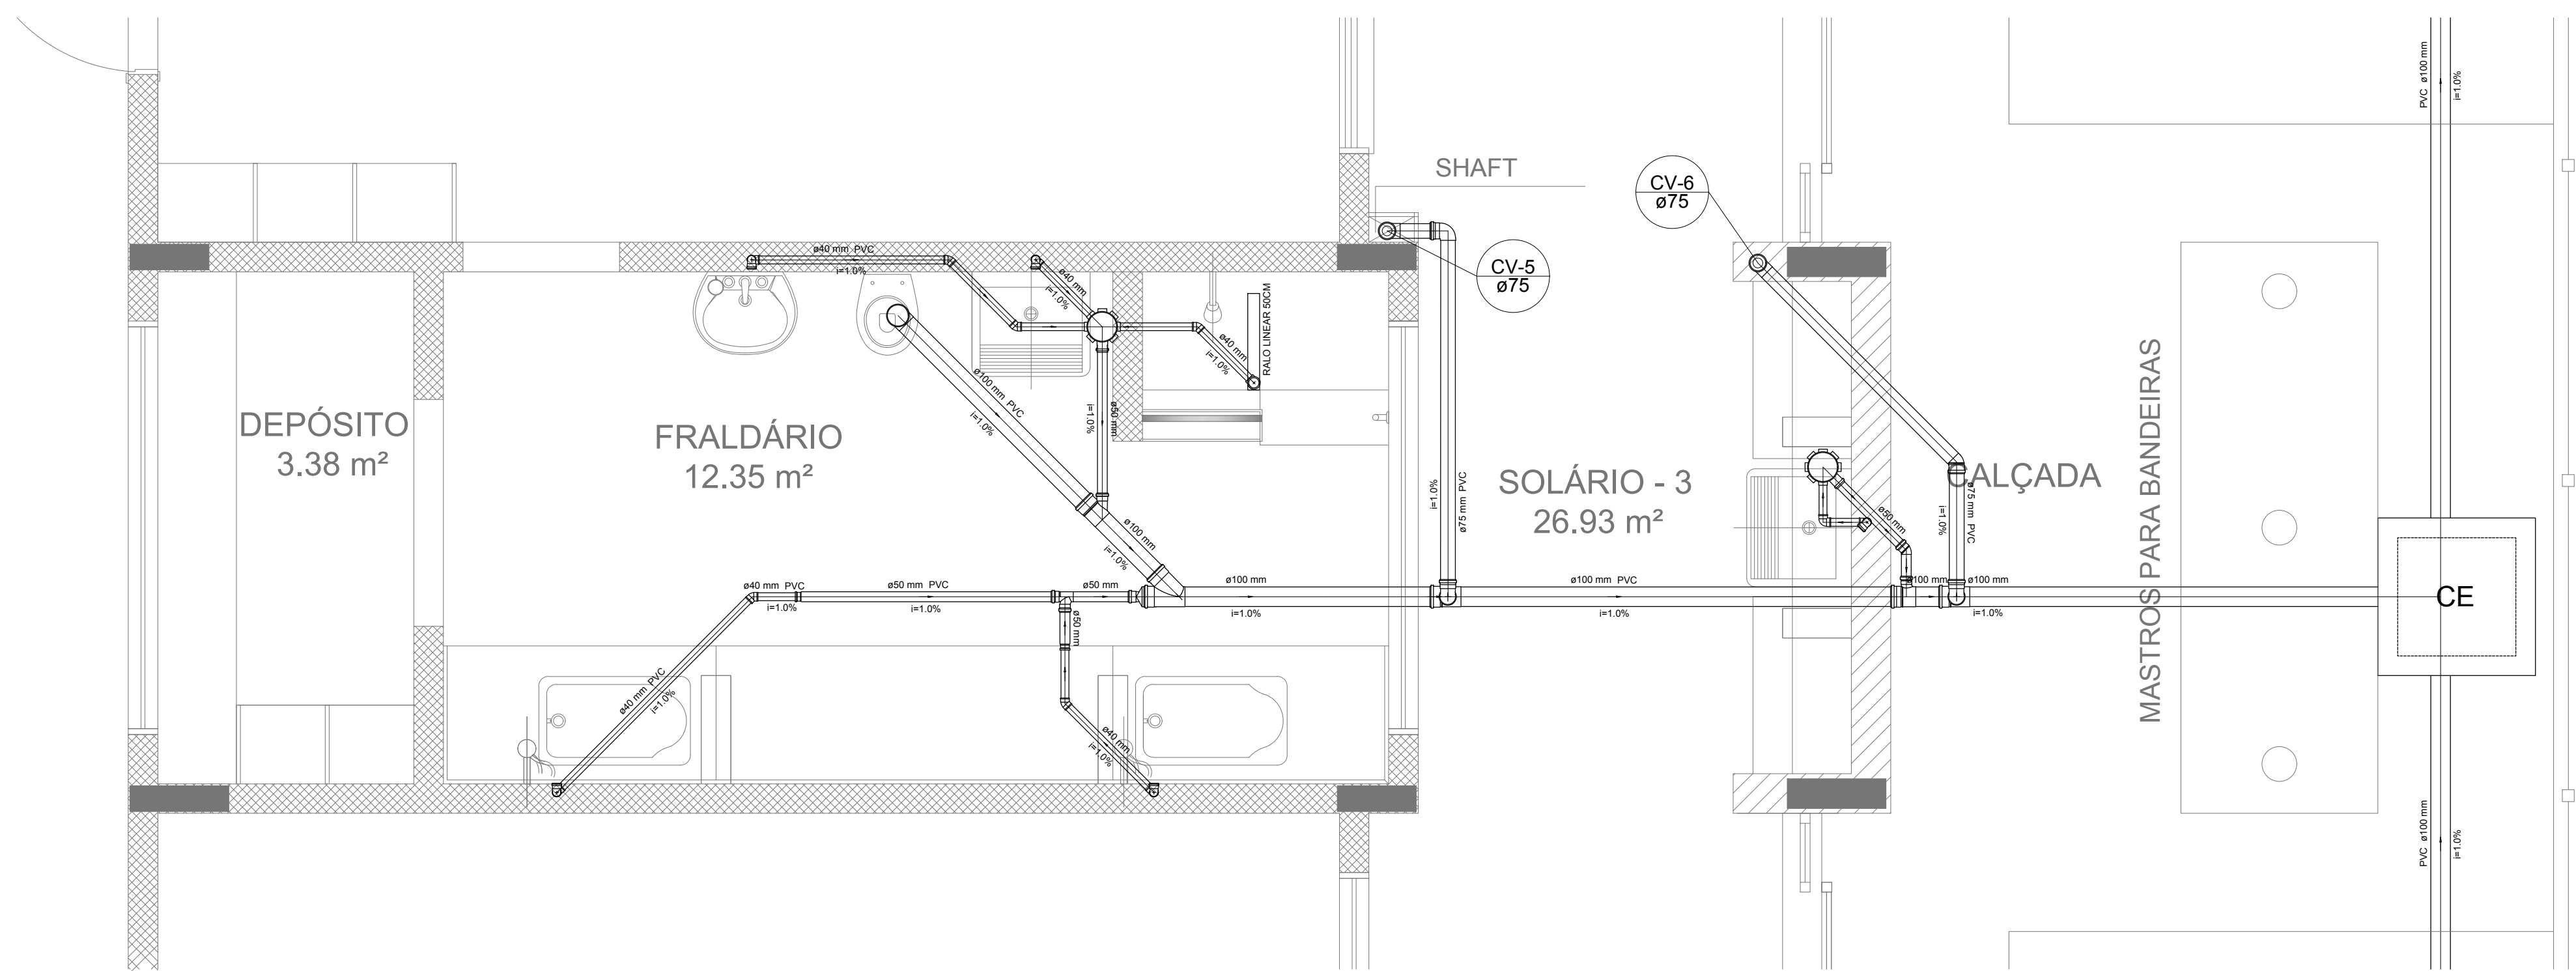 PVC ø100 mm
i=1.0%
SHAFT
CV-6
ø75
CV-5
ø75
ø40 mm PVC
i=1.0%
ø40 mm
i=1.0%
RALO LINEAR 50CM
ø40 mm
i=1.0%
ø100 mm PVC
i=1.0%
ø50 mm
i=1.0%
DEPÓSITO
3.38 m²
FRALDÁRIO
12.35 m²
SOLÁRIO - 3
26.93 m²
CALÇADA
MASTROS PARA BANDEIRAS
i=1.0%
ø75 mm PVC
ø50 mm
i=1.0%
ø75 mm PVC
ø100 mm
i=1.0%
ø40 mm PVC
i=1.0%
ø50 mm PVC
i=1.0%
ø50 mm
ø50 mm
ø100 mm
i=1.0%
ø100 mm PVC
i=1.0%
ø100 mm
ø100 mm
i=1.0%
CE
ø40 mm PVC
i=1.0%
ø40 mm
i=1.0%
PVC ø100 mm
i=1.0%